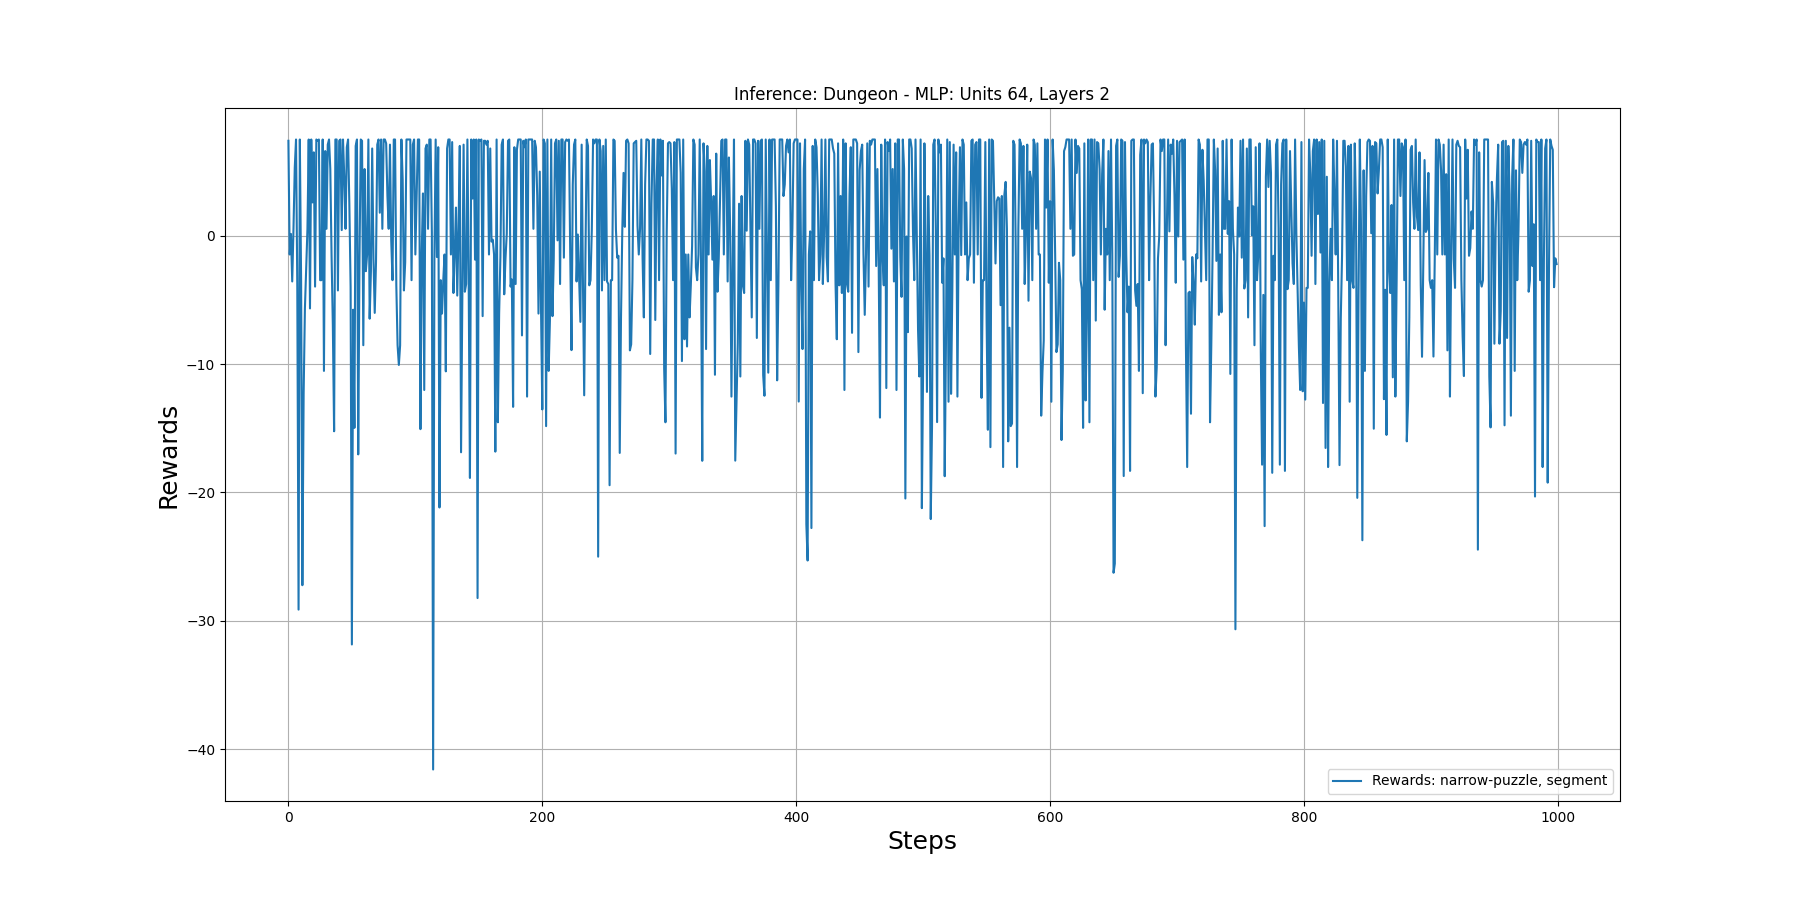 Inference: Dungeon - MLP: Units 64, Layers 2
0
−10
−20
−30
−40
Rewards
Rewards: narrow-puzzle, segment
0 200 400 600 800 1000
Steps